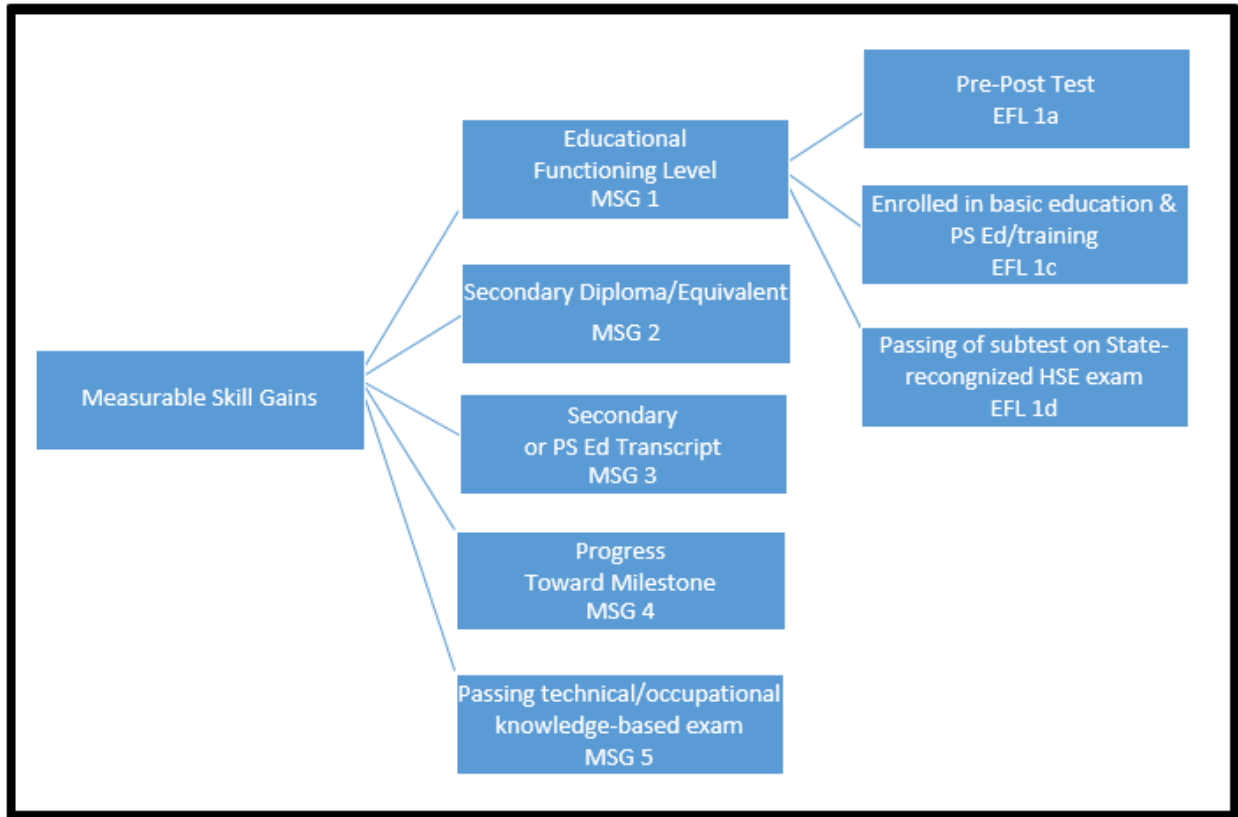 Measurable Skill Gains
Educational
Functioning Level
MSG 1
Secondary Diploma/Equivalent
MSG 2
Secondary
or PS Ed Transcript
MSG 3
Progress
Toward Milestone
MSG 4
Passing technical/occupational
knowledge-based exam
MSG 5
Pre-Post Test
EFL 1a
Enrolled in basic education &
PS Ed/training
EFL 1c
Passing of subtest on State-
recongnized HSE exam
EFL 1d